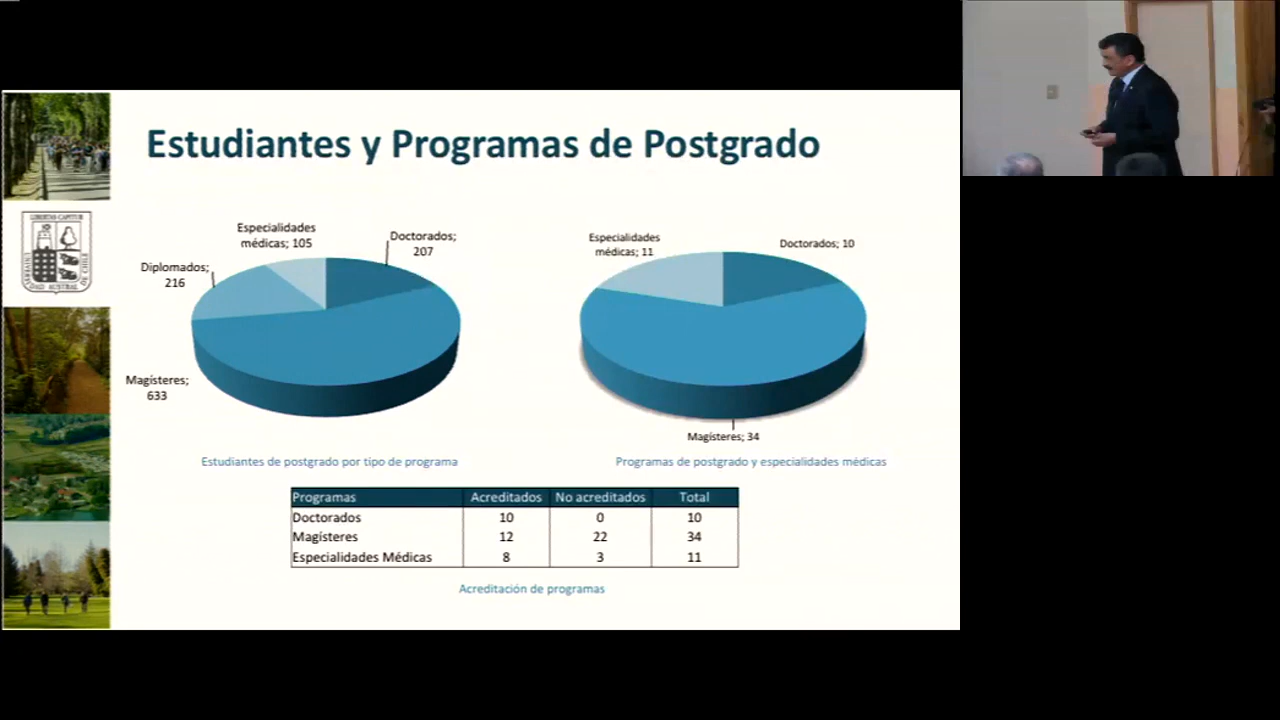 Estudiantes y Programas de Postgrado
LIBERTAS CAPITUR
Especialidades
médicas; 105
Doctorados;
207
Diplomados;
216
Magísteres;
633
Estudiantes de postgrado por tipo de programa
Especialidades
médicas; 11
Doctorados; 10
Magísteres; 34
Programas de postgrado y especialidades médicas
Programas Acreditados No acreditados Total
Doctorados 10 0 10
Magísteres 12 22 34
Especialidades Médicas 8 3 11
Acreditación de programas